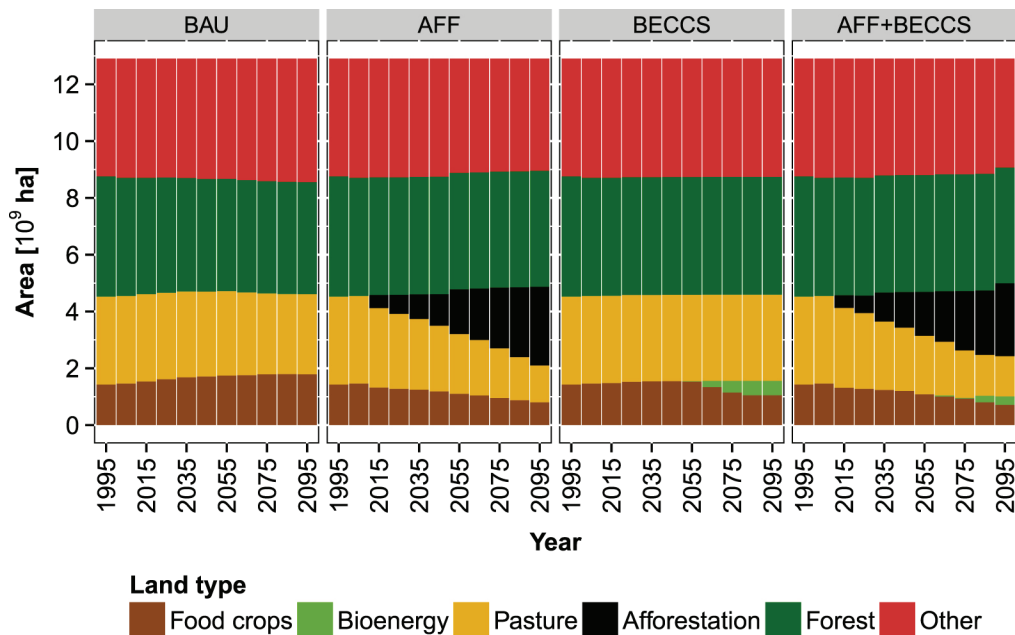 BAU AFF BECCS AFF+BECCS
12
10
8
6
4
2
0
Area [10⁹ ha]
1995 2015 2035 2055 2075 2095 1995 2015 2035 2055 2075 2095 1995 2015 2035 2055 2075 2095 1995 2015 2035 2055 2075 2095
Year
Land type
Food crops Bioenergy Pasture Afforestation Forest Other